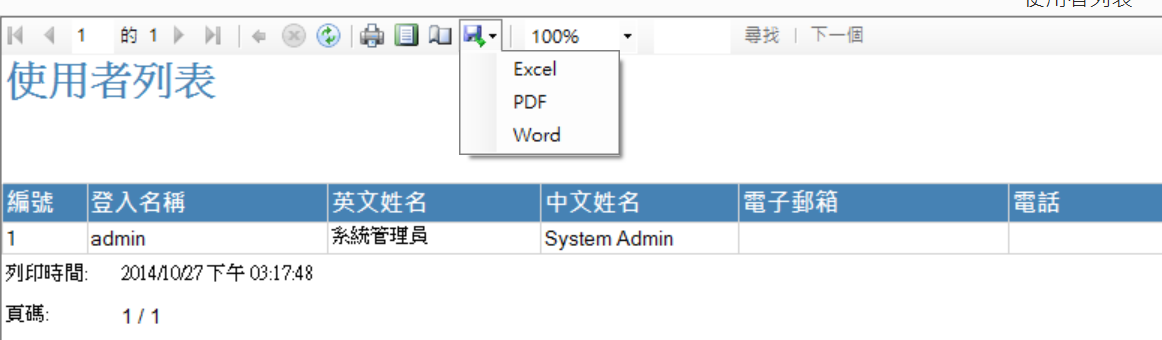 使用者列表
1 的 1 100% 尋找 | 下一個
Excel
PDF
Word
使用者列表
編號 登入名稱 英文姓名 中文姓名 電子郵箱 電話
1 admin 系統管理員 System Admin
列印時間: 2014/10/27 下午 03:17:48
頁碼: 1 / 1